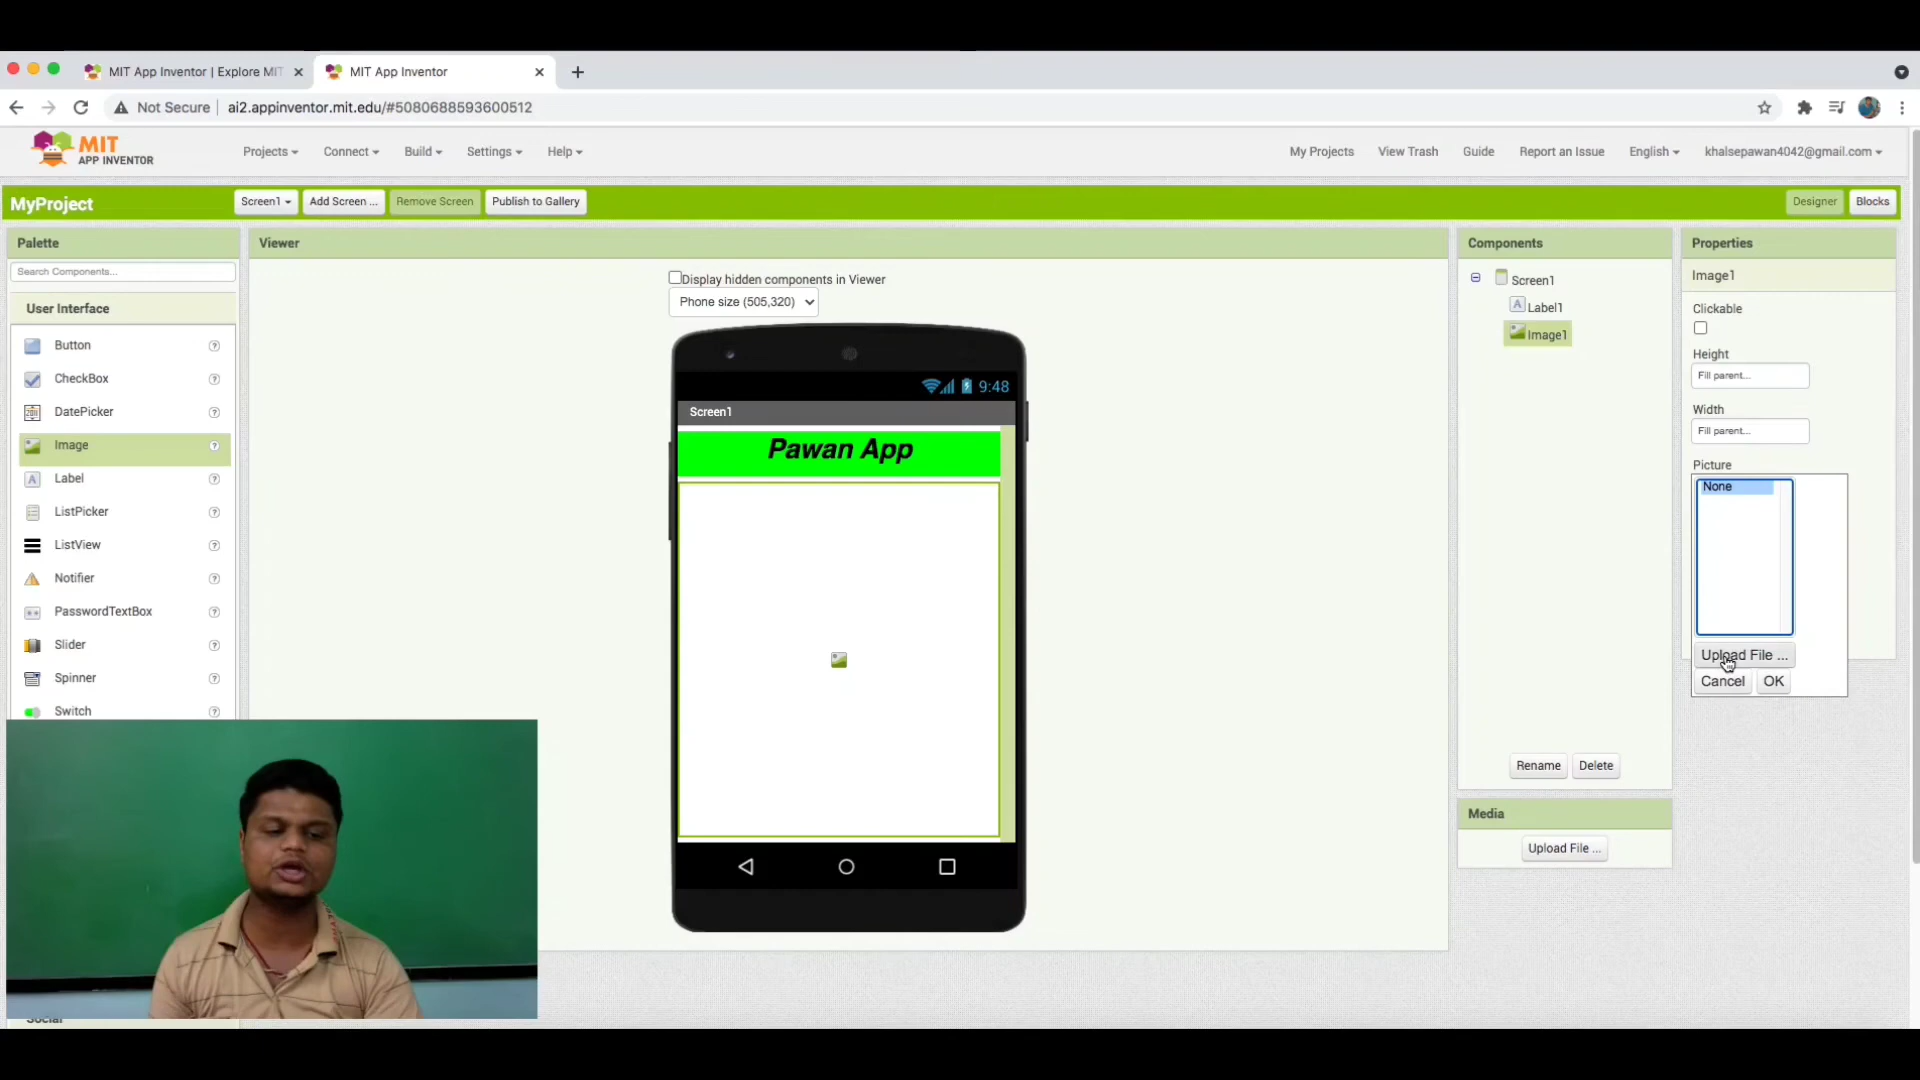 MIT App Inventor | Explore MIT
MIT App Inventor
Not Secure
ai2.appinventor.mit.edu/#5080688593600512
MIT
APP INVENTOR
Projects
Connect
Build
Settings
Help
My Projects
View Trash
Guide
Report an Issue
English
khalsepawan4042@gmail.com
MyProject
Screen1
Add Screen ...
Remove Screen
Publish to Gallery
Designer
Blocks
Palette
Search Components...
User Interface
Button
CheckBox
DatePicker
Image
Label
ListPicker
ListView
Notifier
PasswordTextBox
Slider
Spinner
Switch
Social
Viewer
Display hidden components in Viewer
Phone size (505,320)
9:48
Screen1
Pawan App
Components
Screen1
Label1
Image1
Rename
Delete
Media
Upload File ...
Properties
Image1
Clickable
Height
Fill parent...
Width
Fill parent...
Picture
None
Upload File ...
Cancel
OK